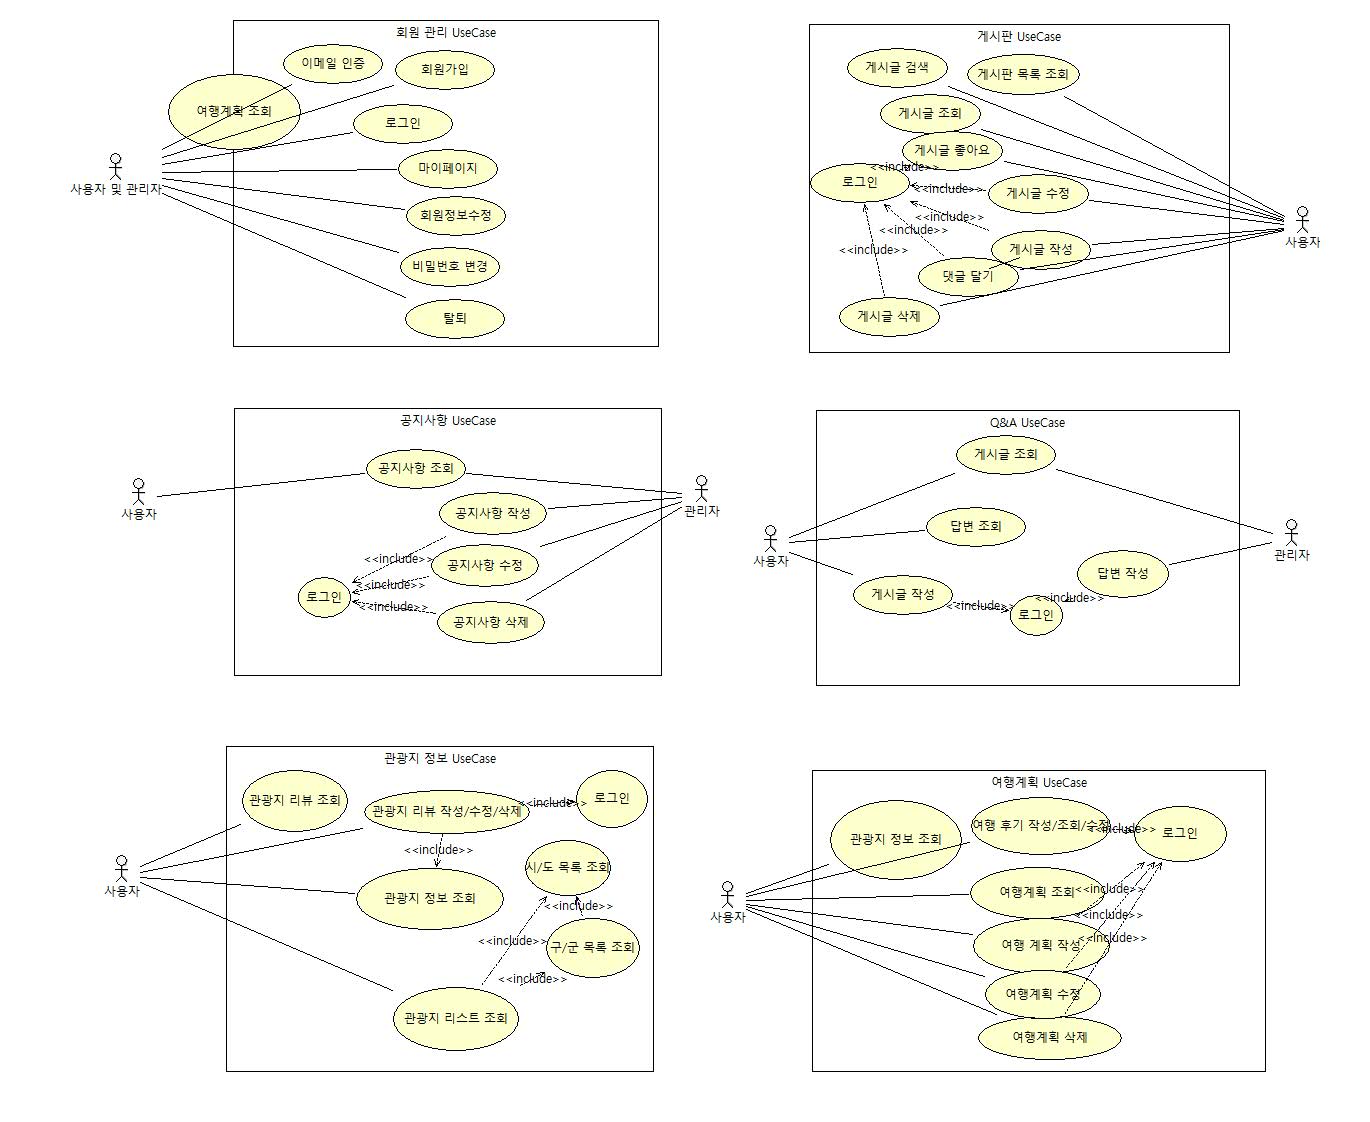 회원 관리 UseCase
이메일 인증
회원가입
여행계획 조회
로그인
마이페이지
사용자 및 관리자
회원정보수정
비밀번호 변경
탈퇴
게시판 UseCase
게시글 검색
게시판 목록 조회
게시글 조회
게시글 좋아요
<<include>>
로그인
<<include>>
게시글 수정
<<include>>
<<include>>
사용자
<<include>>
게시글 작성
댓글 달기
게시글 삭제
공지사항 UseCase
공지사항 조회
사용자
관리자
공지사항 작성
<<include>>
공지사항 수정
<<include>>
로그인
<<include>>
공지사항 삭제
Q&A UseCase
게시글 조회
답변 조회
사용자
관리자
답변 작성
게시글 작성
<<include>>
<<include>>
로그인
관광지 정보 UseCase
관광지 리뷰 조회
관광지 리뷰 작성/수정/삭제
<<include>>
로그인
<<include>>
시/도 목록 조회
사용자
관광지 정보 조회
<<include>>
<<include>>
구/군 목록 조회
<<include>>
관광지 리스트 조회
여행계획 UseCase
관광지 정보 조회
여행 후기 작성/조회/수정
<<include>>
로그인
여행계획 조회
<<include>>
사용자
<<include>>
여행 계획 작성
<<include>>
여행계획 수정
여행계획 삭제